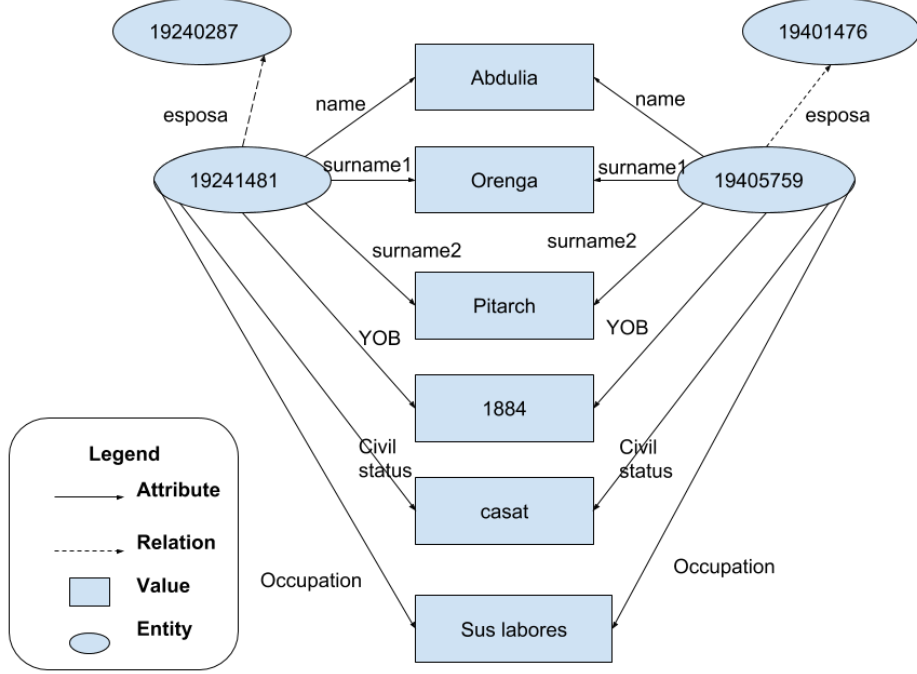 19240287
19401476
Abdulia
name
name
esposa
esposa
19241481
surname1
Orenga
surname1
19405759
surname2
surname2
Pitarch
YOB
YOB
1884
Civil
status
Civil
status
casat
Occupation
Occupation
Sus labores
Legend
Attribute
Relation
Value
Entity